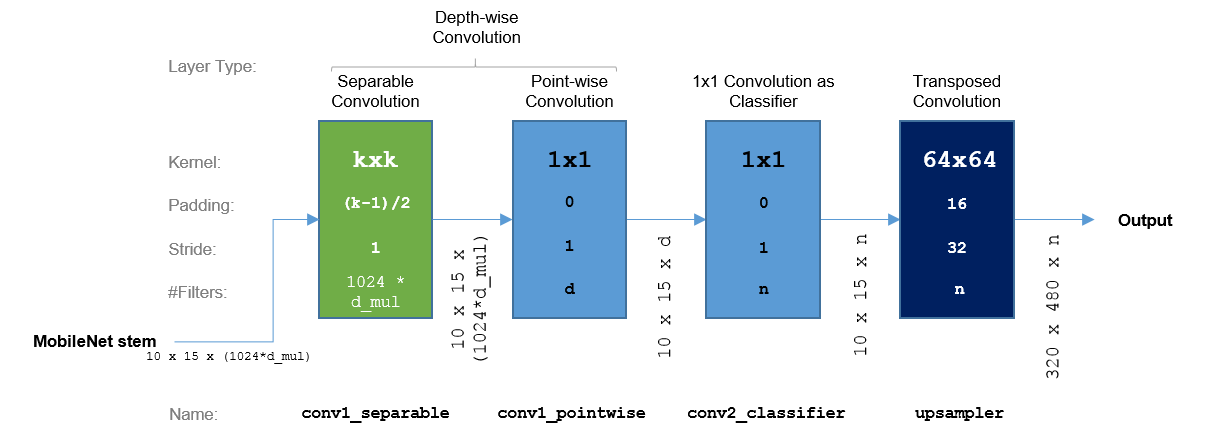 Depth-wise
Convolution
Layer Type:
Separable
Convolution
Point-wise
Convolution
1x1 Convolution as
Classifier
Transposed
Convolution
Kernel:
kxk
1x1
1x1
64x64
Padding:
(k-1)/2
0
0
16
Stride:
1
1
1
32
#Filters:
1024 *
d_mul
d
n
n
10 x 15 x
(1024*d_mul)
10 x 15 x d
10 x 15 x n
320 x 480 x n
Output
MobileNet stem
10 x 15 x (1024*d_mul)
Name:
conv1_separable
conv1_pointwise
conv2_classifier
upsampler